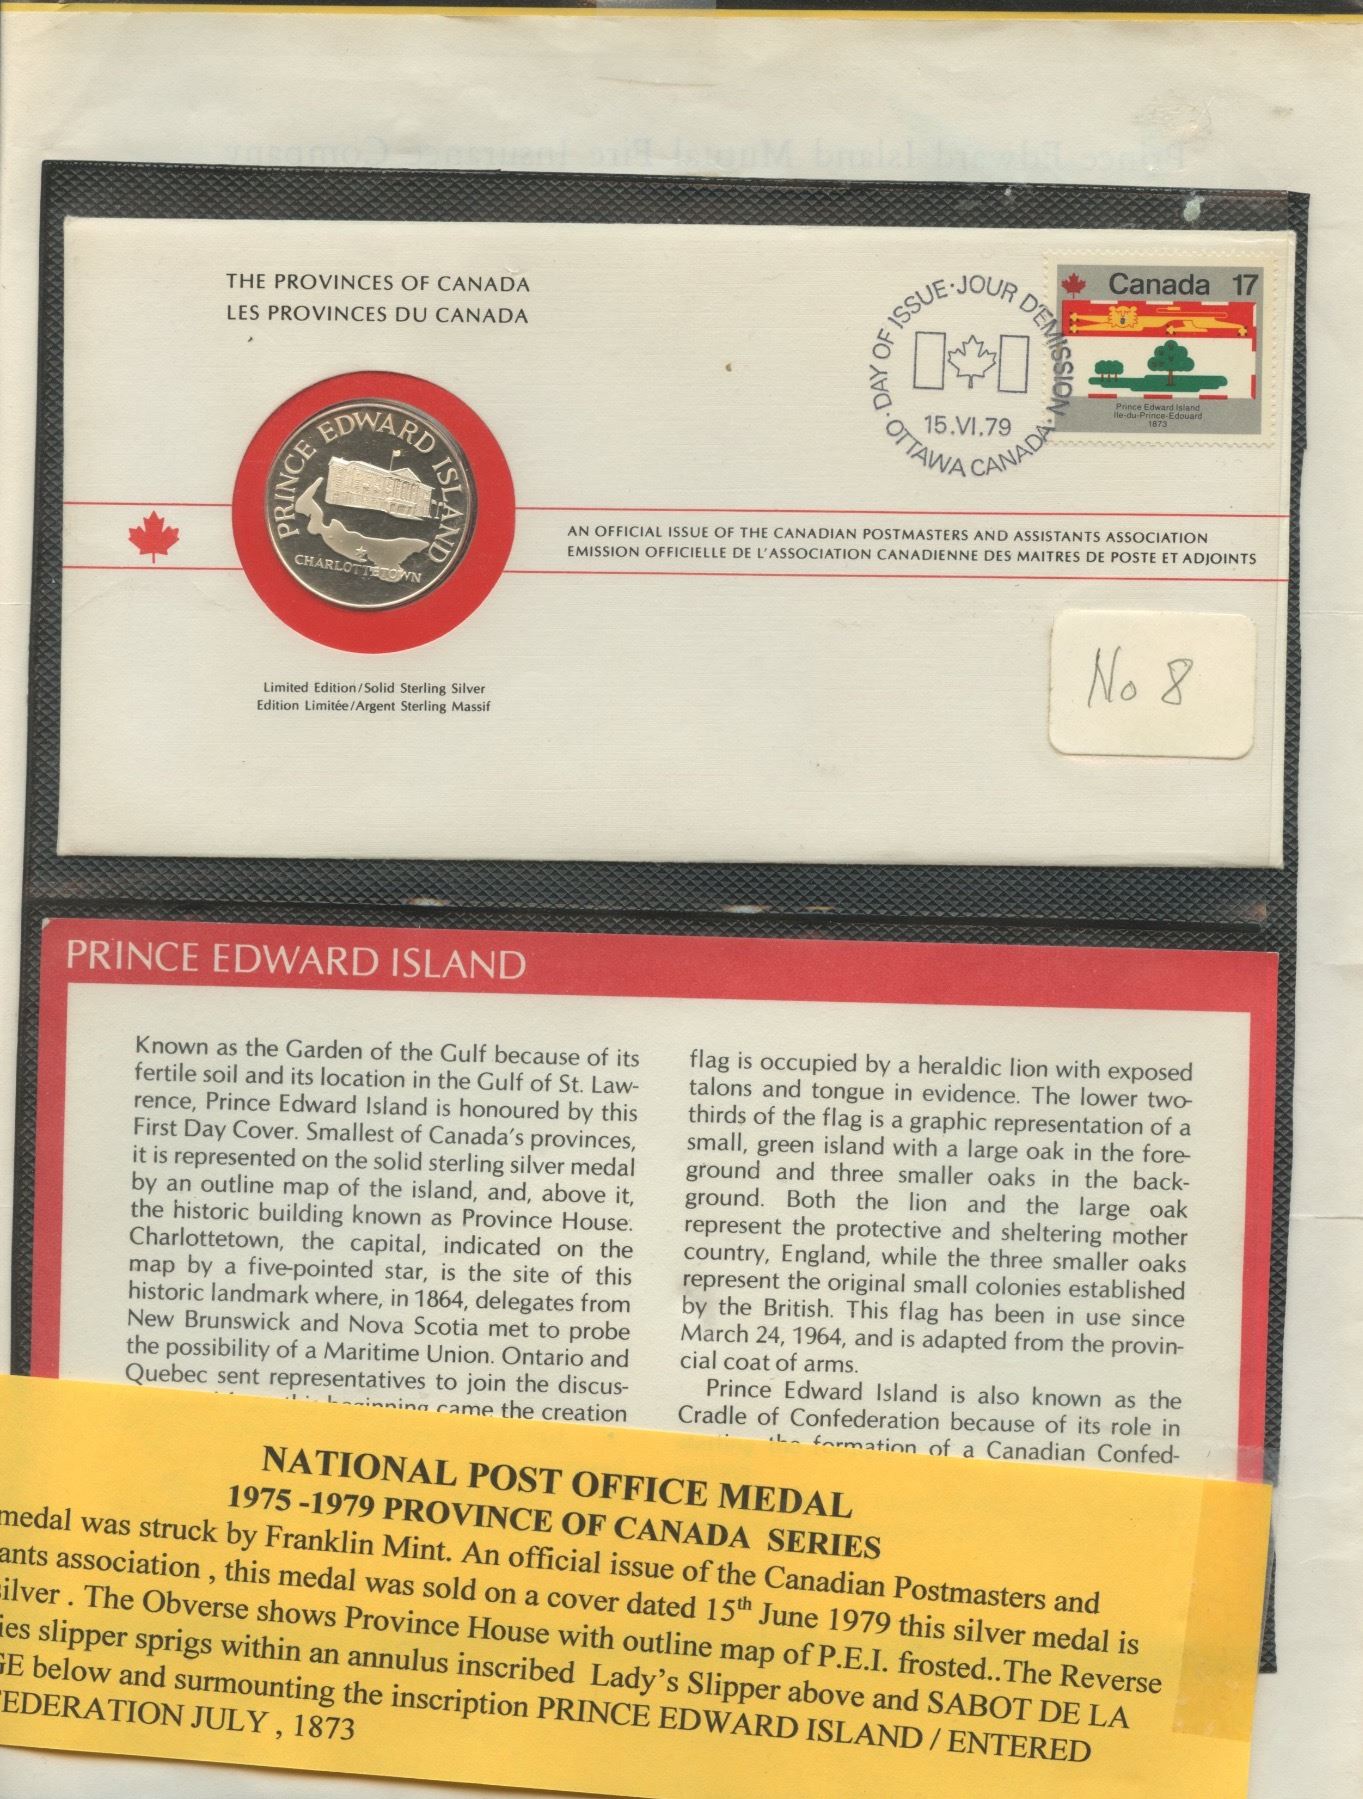 Prince Edward Island Mutual Fire Insurance Company
THE PROVINCES OF CANADA
LES PROVINCES DU CANADA
DAY OF ISSUE·JOUR D'ÉMISSION·
15.VI.79
·OTTAWA CANADA·
Canada 17
Prince Edward Island
Ile-du-Prince-Edouard
1873
PRINCE EDWARD ISLAND
CHARLOTTETOWN
AN OFFICIAL ISSUE OF THE CANADIAN POSTMASTERS AND ASSISTANTS ASSOCIATION
EMISSION OFFICIELLE DE L'ASSOCIATION CANADIENNE DES MAITRES DE POSTE ET ADJOINTS
Limited Edition/Solid Sterling Silver
Edition Limitée/Argent Sterling Massif
No 8
PRINCE EDWARD ISLAND
Known as the Garden of the Gulf because of its
fertile soil and its location in the Gulf of St. Law-
rence, Prince Edward Island is honoured by this
First Day Cover. Smallest of Canada's provinces,
it is represented on the solid sterling silver medal
by an outline map of the island, and, above it,
the historic building known as Province House.
Charlottetown, the capital, indicated on the
map by a five-pointed star, is the site of this
historic landmark where, in 1864, delegates from
New Brunswick and Nova Scotia met to probe
the possibility of a Maritime Union. Ontario and
Quebec sent representatives to join the discus-
beginning came the creation
flag is occupied by a heraldic lion with exposed
talons and tongue in evidence. The lower two-
thirds of the flag is a graphic representation of a
small, green island with a large oak in the fore-
ground and three smaller oaks in the back-
ground. Both the lion and the large oak
represent the protective and sheltering mother
country, England, while the three smaller oaks
represent the original small colonies established
by the British. This flag has been in use since
March 24, 1964, and is adapted from the provin-
cial coat of arms.
Prince Edward Island is also known as the
Cradle of Confederation because of its role in
the formation of a Canadian Confed-
NATIONAL POST OFFICE MEDAL
1975 -1979 PROVINCE OF CANADA SERIES
medal was struck by Franklin Mint. An official issue of the Canadian Postmasters and
ants association , this medal was sold on a cover dated 15th June 1979 this silver medal is
silver . The Obverse shows Province House with outline map of P.E.I. frosted..The Reverse
ies slipper sprigs within an annulus inscribed Lady's Slipper above and SABOT DE LA
GE below and surmounting the inscription PRINCE EDWARD ISLAND / ENTERED
FEDERATION JULY , 1873